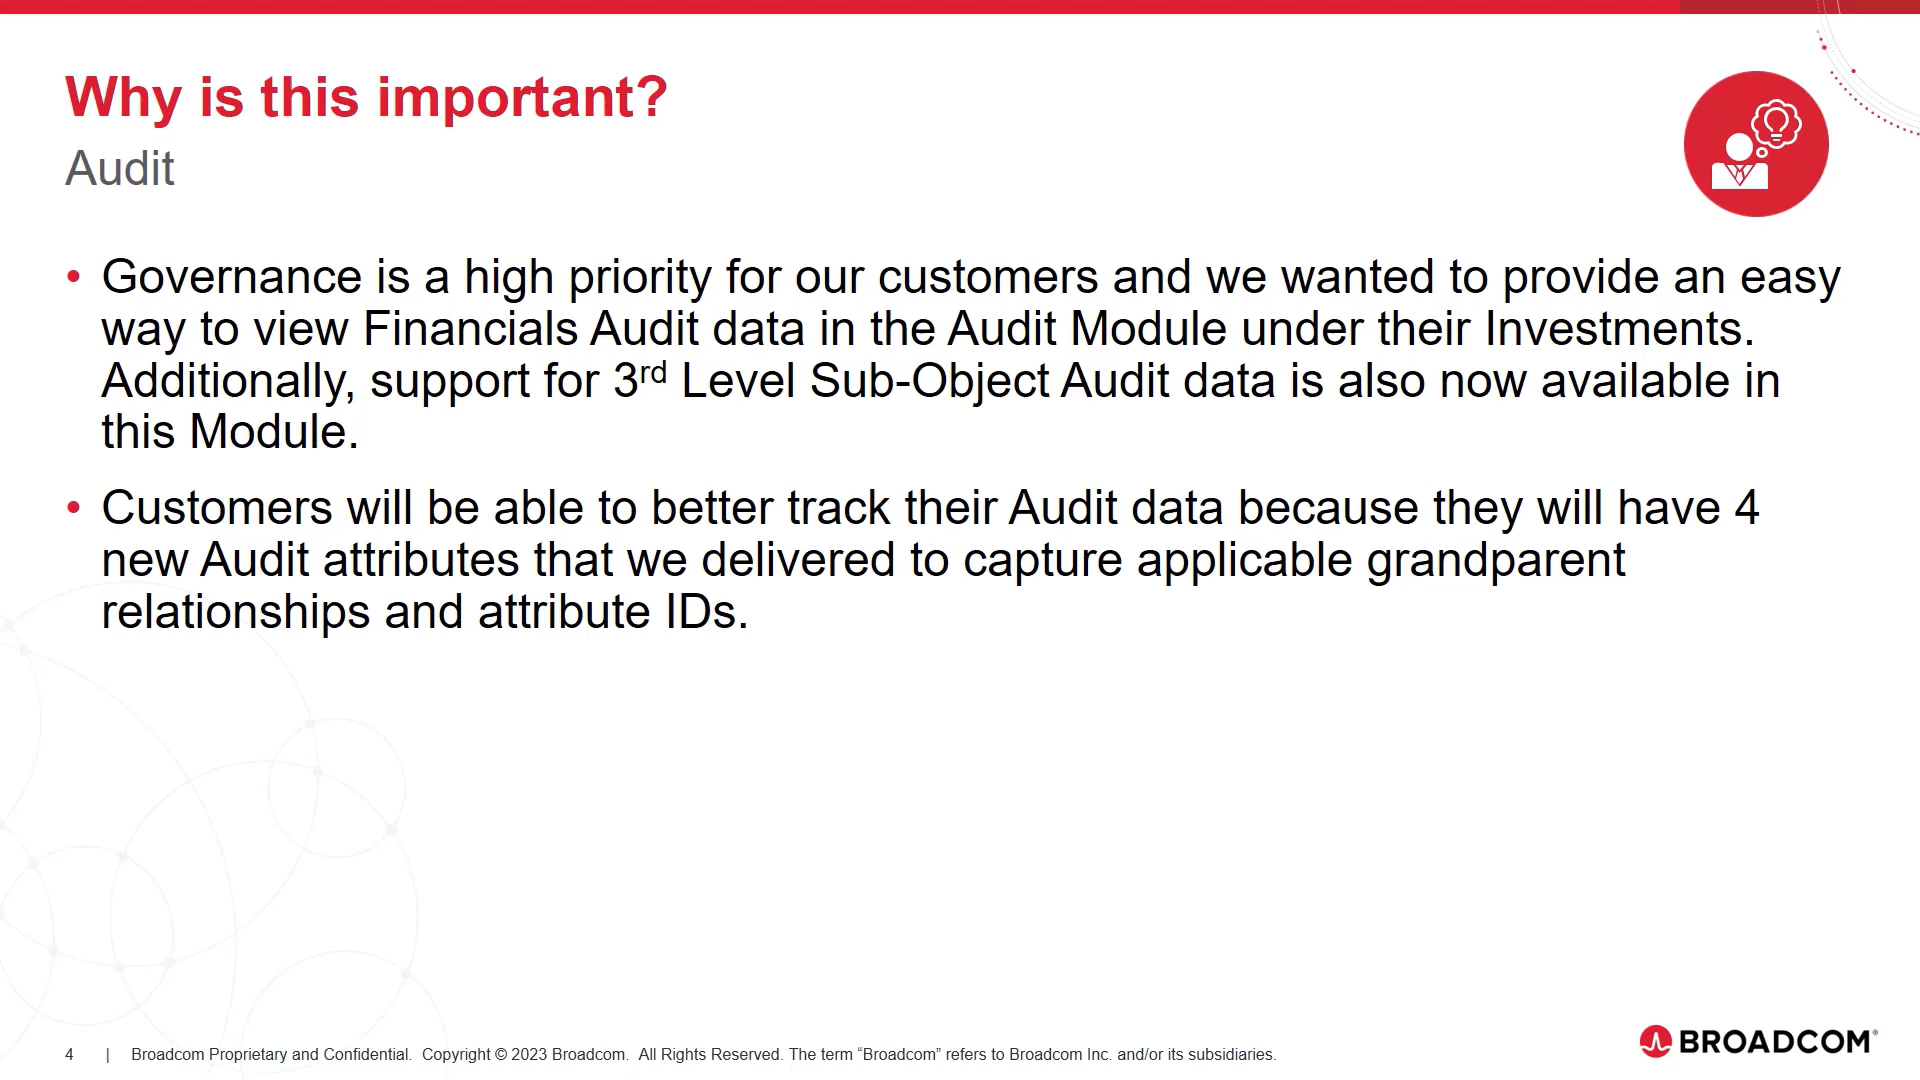 Why is this important?
Audit
• Governance is a high priority for our customers and we wanted to provide an easy
way to view Financials Audit data in the Audit Module under their Investments.
Additionally, support for 3rd Level Sub-Object Audit data is also now available in
this Module.
• Customers will be able to better track their Audit data because they will have 4
new Audit attributes that we delivered to capture applicable grandparent
relationships and attribute IDs.
4 | Broadcom Proprietary and Confidential. Copyright © 2023 Broadcom. All Rights Reserved. The term “Broadcom” refers to Broadcom Inc. and/or its subsidiaries.
BROADCOM®